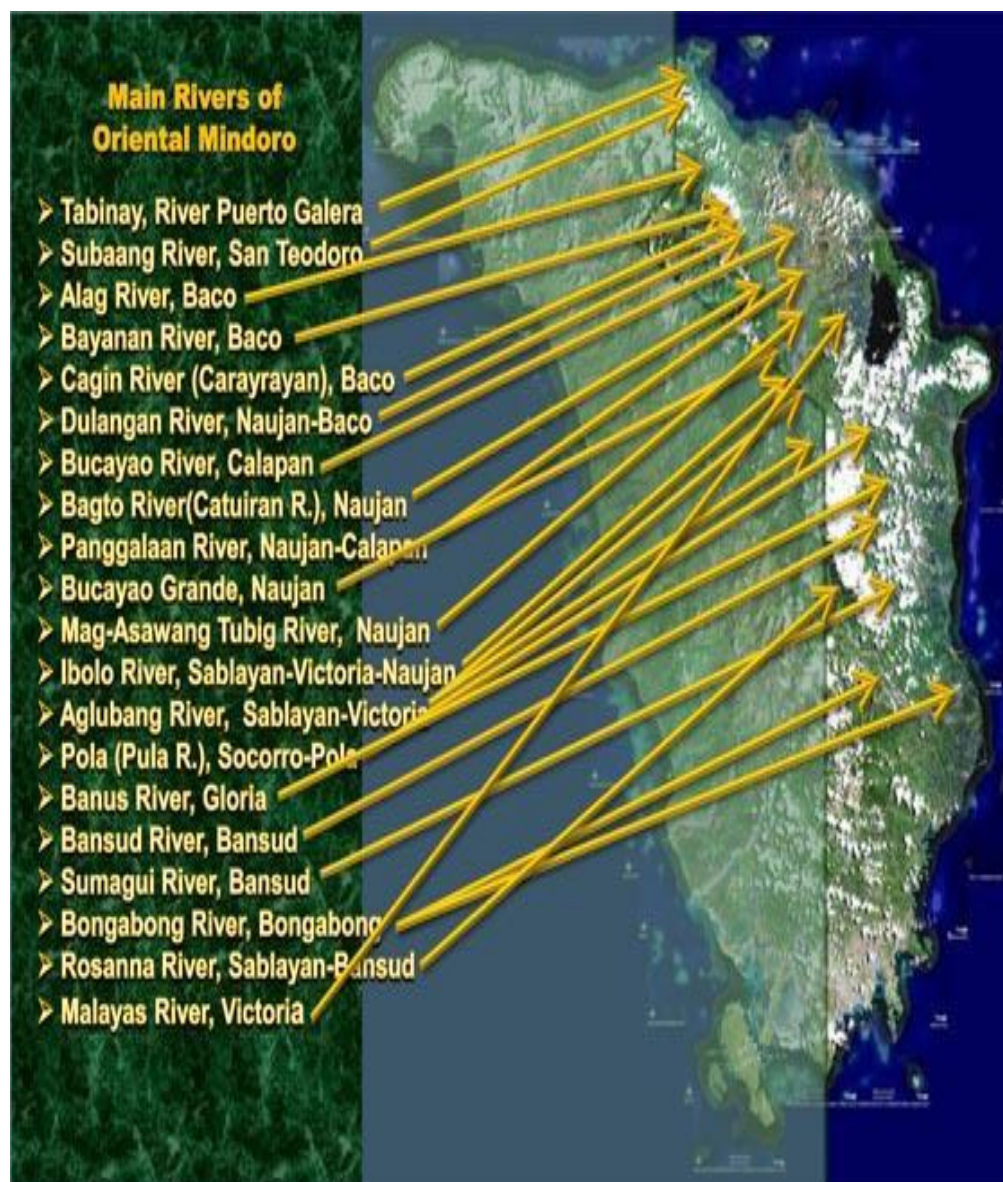 Main Rivers of
Oriental Mindoro
➢ Tabinay, River Puerto Galera
➢ Subaang River, San Teodoro
➢ Alag River, Baco
➢ Bayanan River, Baco
➢ Cagin River (Carayrayan), Baco
➢ Dulangan River, Naujan-Baco
➢ Bucayao River, Calapan
➢ Bagto River(Catuiran R.), Naujan
➢ Panggalaan River, Naujan-Calapan
➢ Bucayao Grande, Naujan
➢ Mag-Asawang Tubig River, Naujan
➢ Ibolo River, Sablayan-Victoria-Naujan
➢ Aglubang River, Sablayan-Victoria
➢ Pola (Pula R.), Socorro-Pola
➢ Banus River, Gloria
➢ Bansud River, Bansud
➢ Sumagui River, Bansud
➢ Bongabong River, Bongabong
➢ Rosanna River, Sablayan-Bansud
➢ Malayas River, Victoria